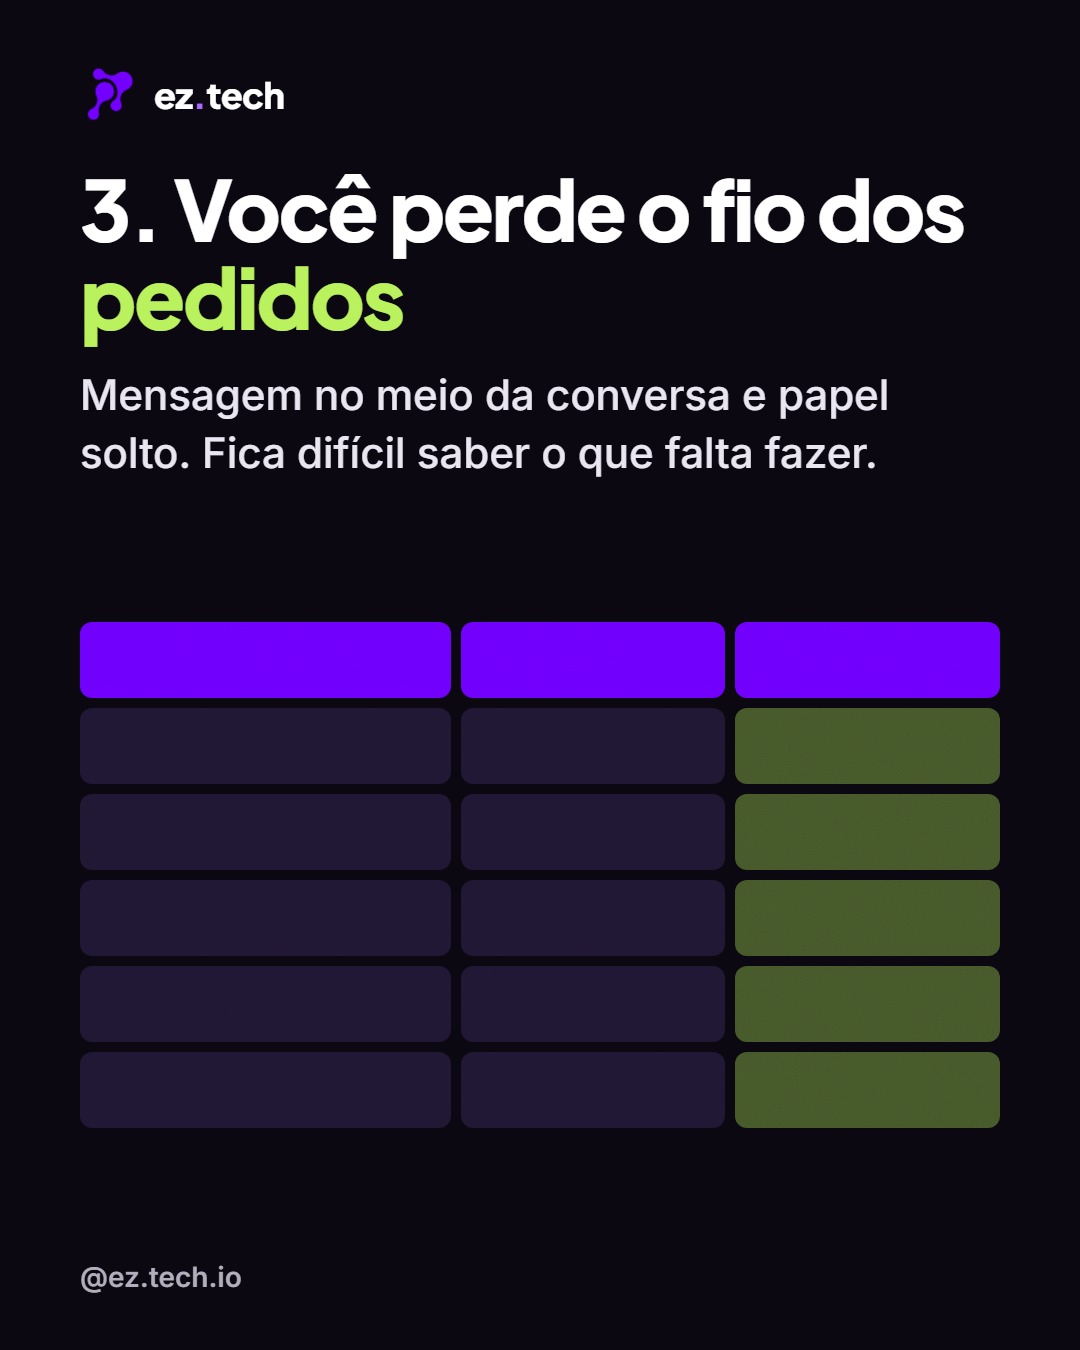 ez.tech
3. Você perde o fio dos
pedidos
Mensagem no meio da conversa e papel
solto. Fica difícil saber o que falta fazer.
@ez.tech.io